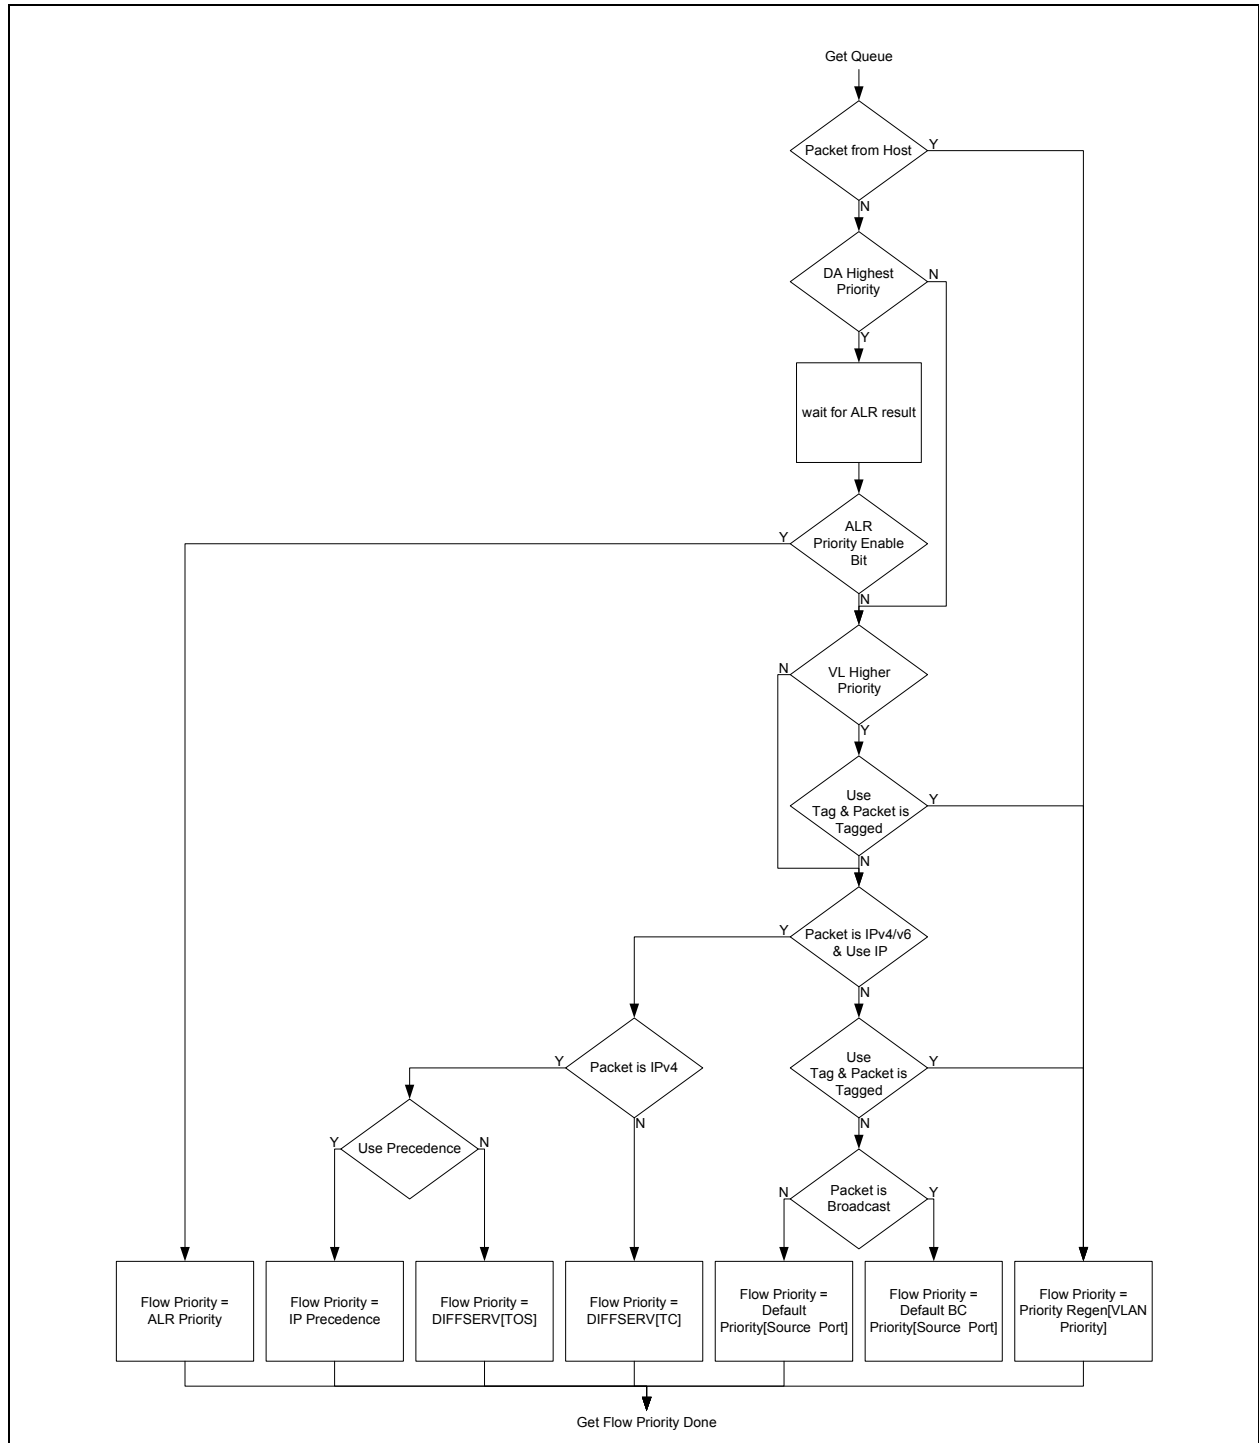 Get Queue
Packet from Host
Y
N
DA Highest
Priority
N
Y
wait for ALR result
ALR
Priority Enable
Bit
Y
N
VL Higher
Priority
N
Y
Use
Tag & Packet is
Tagged
Y
N
Packet is IPv4/v6
& Use IP
Y
N
Packet is IPv4
Y
N
Use
Tag & Packet is
Tagged
Y
N
Use Precedence
Y
N
Packet is
Broadcast
N
Y
Flow Priority =
ALR Priority
Flow Priority =
IP Precedence
Flow Priority =
DIFFSERV[TOS]
Flow Priority =
DIFFSERV[TC]
Flow Priority =
Default
Priority[Source Port]
Flow Priority =
Default BC
Priority[Source Port]
Flow Priority =
Priority Regen[VLAN
Priority]
Get Flow Priority Done